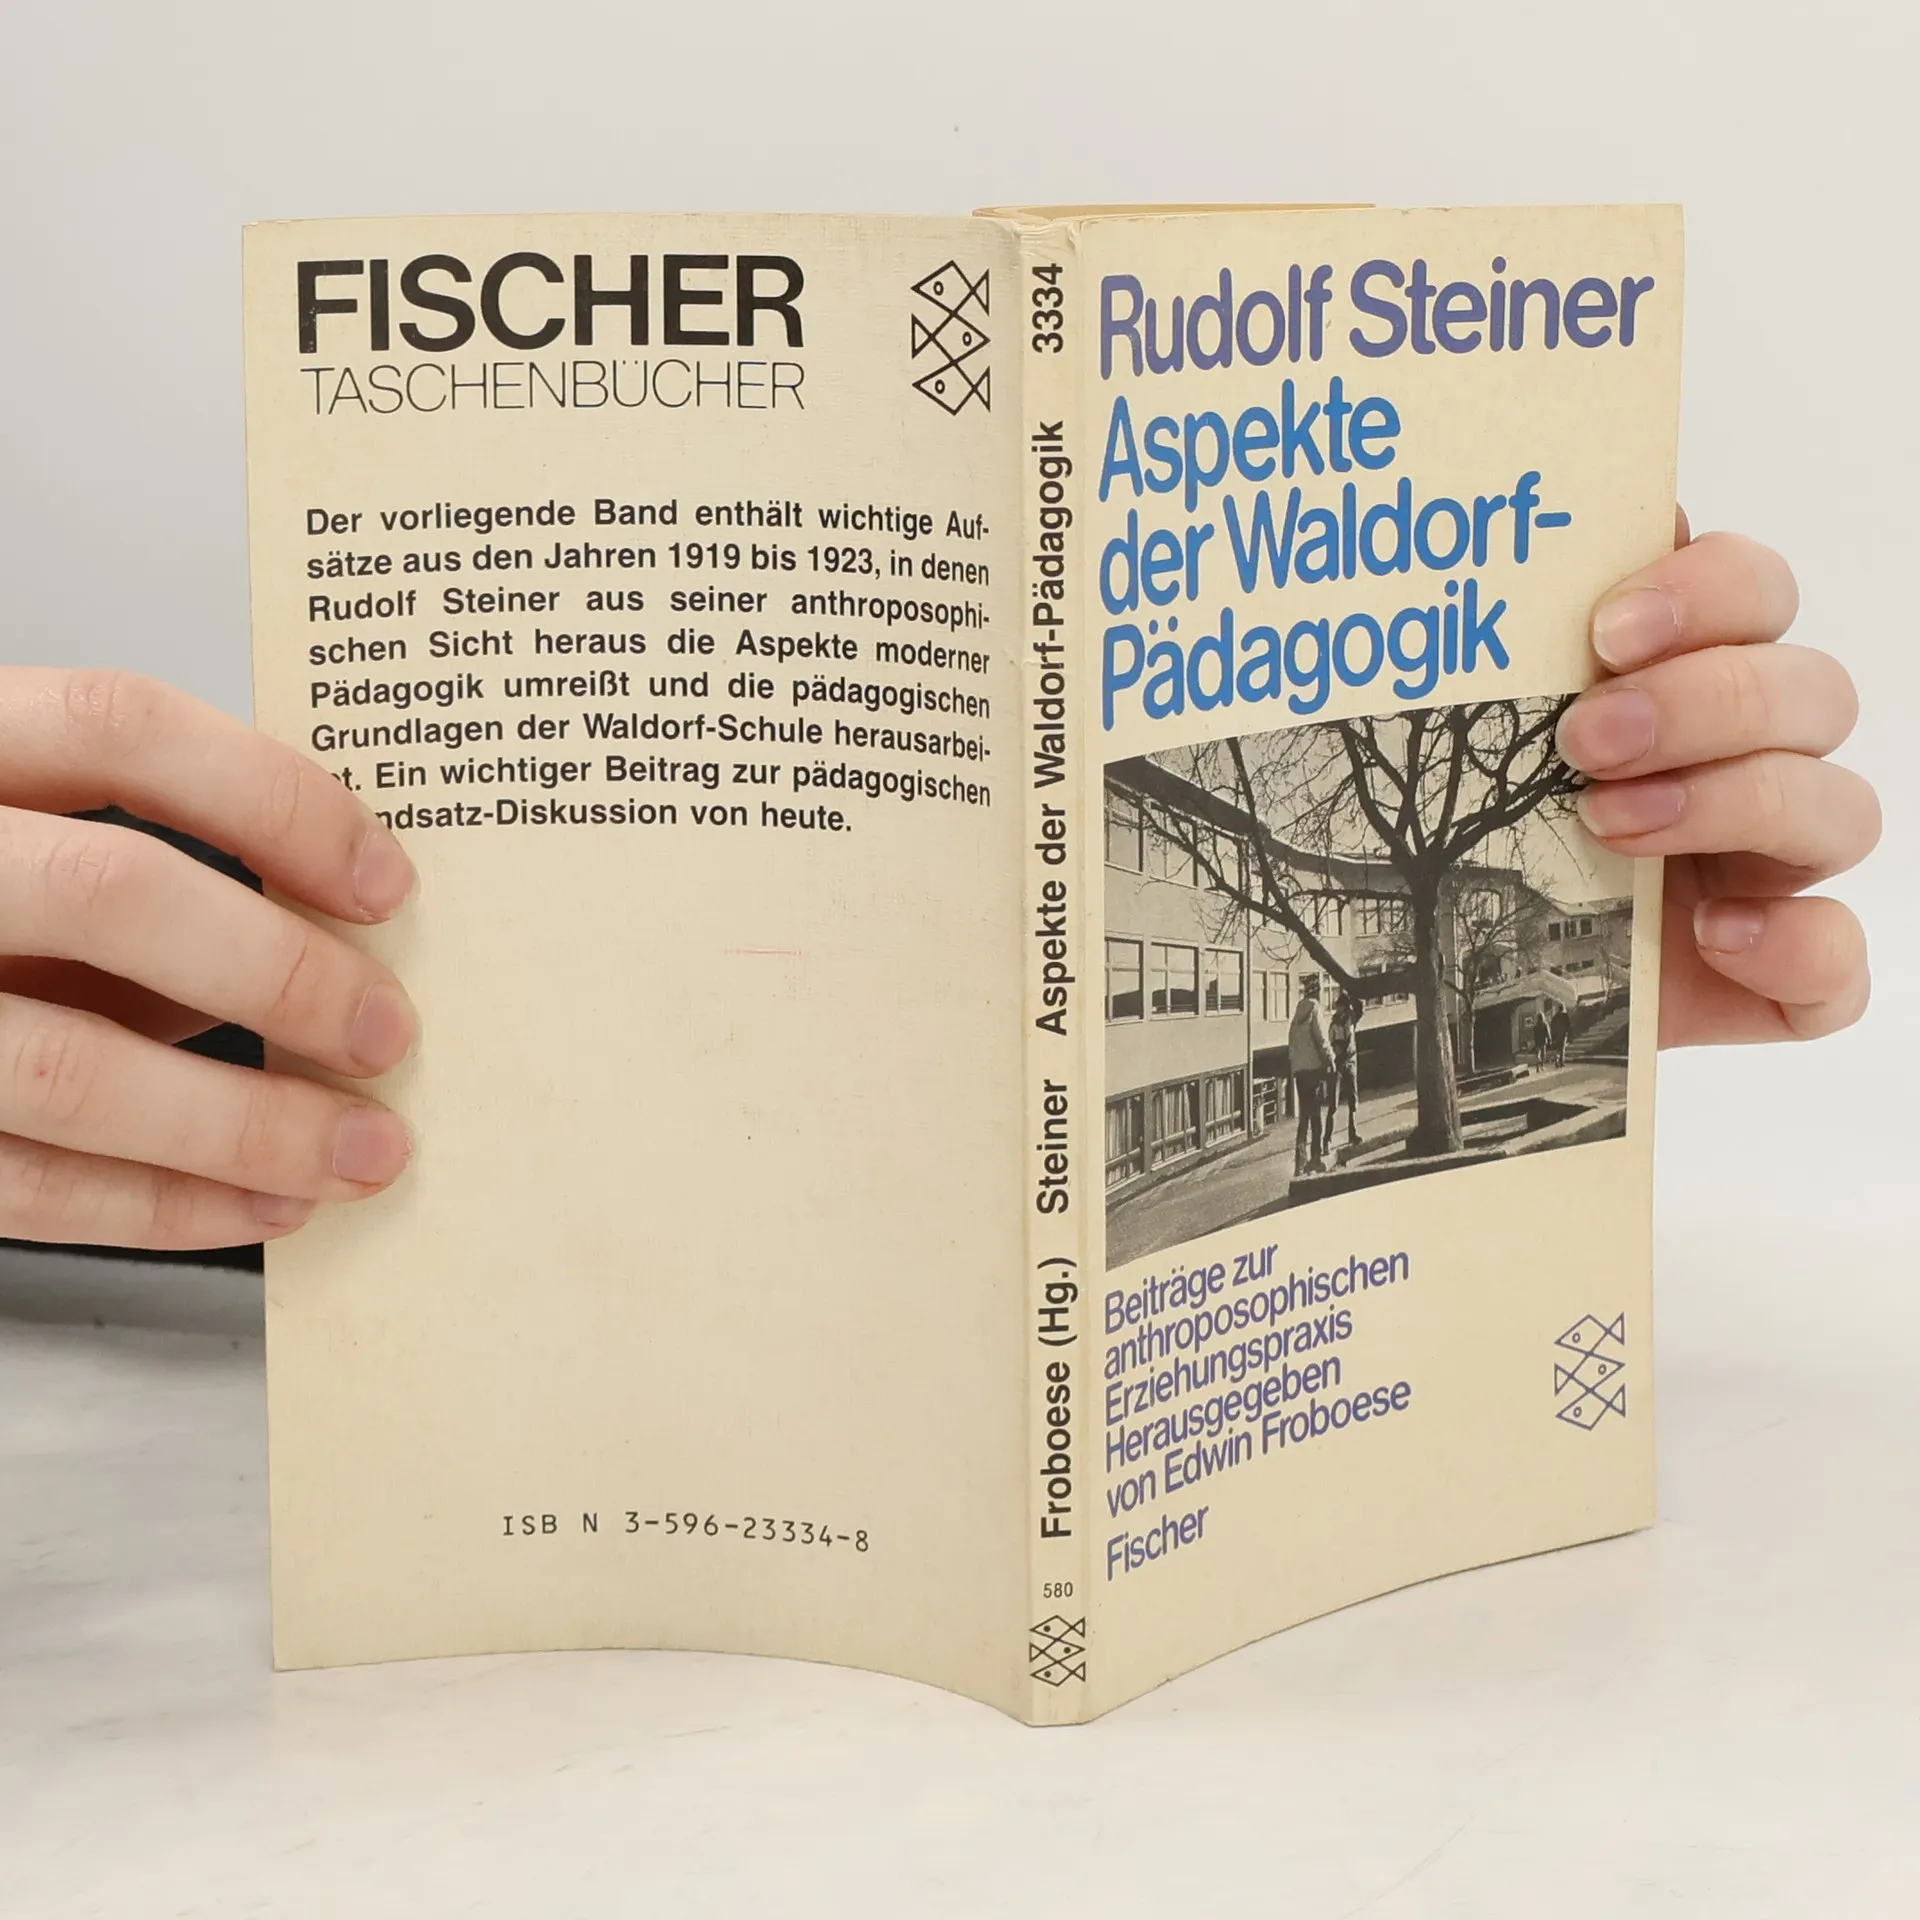 FISCHER
TASCHENBÜCHER
Der vorliegende Band enthält wichtige Auf-
sätze aus den Jahren 1919 bis 1923, in denen
Rudolf Steiner aus seiner anthroposophi-
schen Sicht heraus die Aspekte moderner
Pädagogik umreißt und die pädagogischen
Grundlagen der Waldorf-Schule herausarbei-
t. Ein wichtiger Beitrag zur pädagogischen
ndsatz-Diskussion von heute.
ISB N 3-596-23334-8
3334
Aspekte der Waldorf-Pädagogik
Steiner
Froboese (Hg.)
580
Rudolf Steiner
Aspekte
der Waldorf-
Pädagogik
Beiträge zur
anthroposophischen
Erziehungspraxis
Herausgegeben
von Edwin Froboese
Fischer